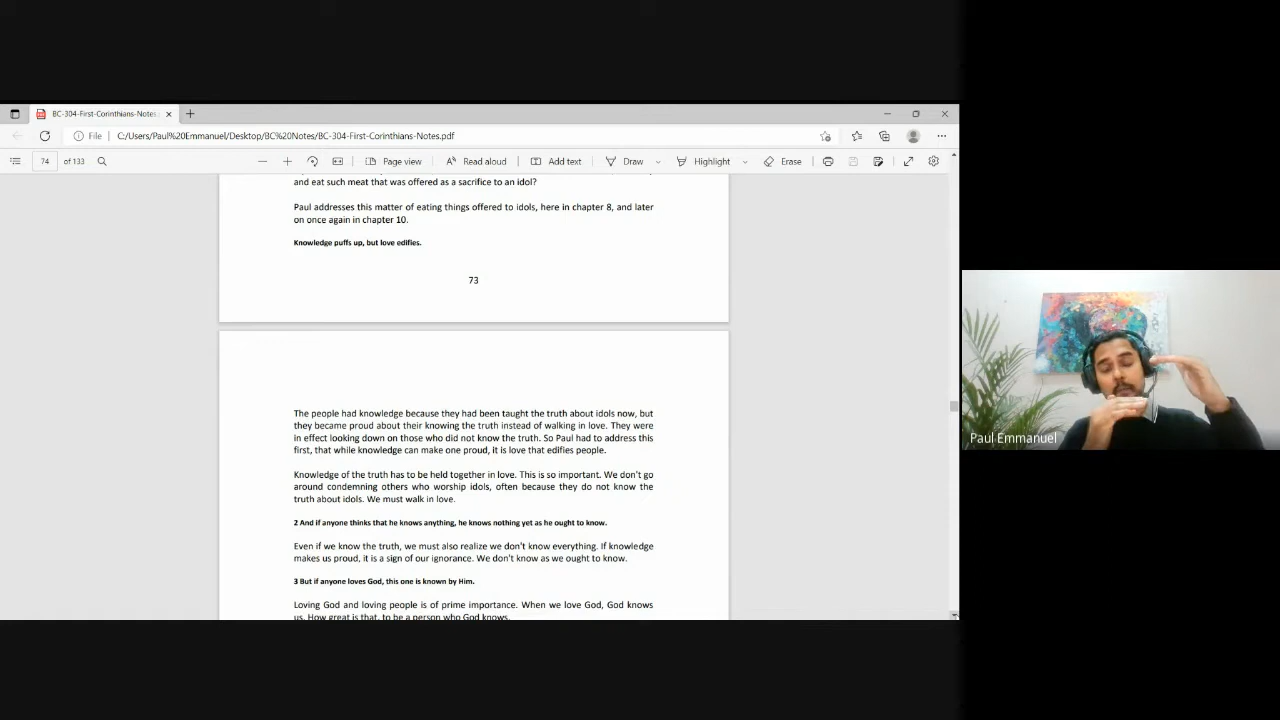 BC-304-First-Corinthians-Notes
File
C:/Users/Paul%20Emmanuel/Desktop/BC%20Notes/BC-304-First-Corinthians-Notes.pdf
74 of 133
Page view
Read aloud
Add text
Draw
Highlight
Erase
and eat such meat that was offered as a sacrifice to an idol?
Paul addresses this matter of eating things offered to idols, here in chapter 8, and later
on once again in chapter 10.
Knowledge puffs up, but love edifies.
73
The people had knowledge because they had been taught the truth about idols now, but
they became proud about their knowing the truth instead of walking in love. They were
in effect looking down on those who did not know the truth. So Paul had to address this
first, that while knowledge can make one proud, it is love that edifies people.
Knowledge of the truth has to be held together in love. This is so important. We don't go
around condemning others who worship idols, often because they do not know the
truth about idols. We must walk in love.
2 And if anyone thinks that he knows anything, he knows nothing yet as he ought to know.
Even if we know the truth, we must also realize we don't know everything. If knowledge
makes us proud, it is a sign of our ignorance. We don't know as we ought to know.
3 But if anyone loves God, this one is known by Him.
Loving God and loving people is of prime importance. When we love God, God knows
us. How great is that, to be a person who God knows.
Paul Emmanuel